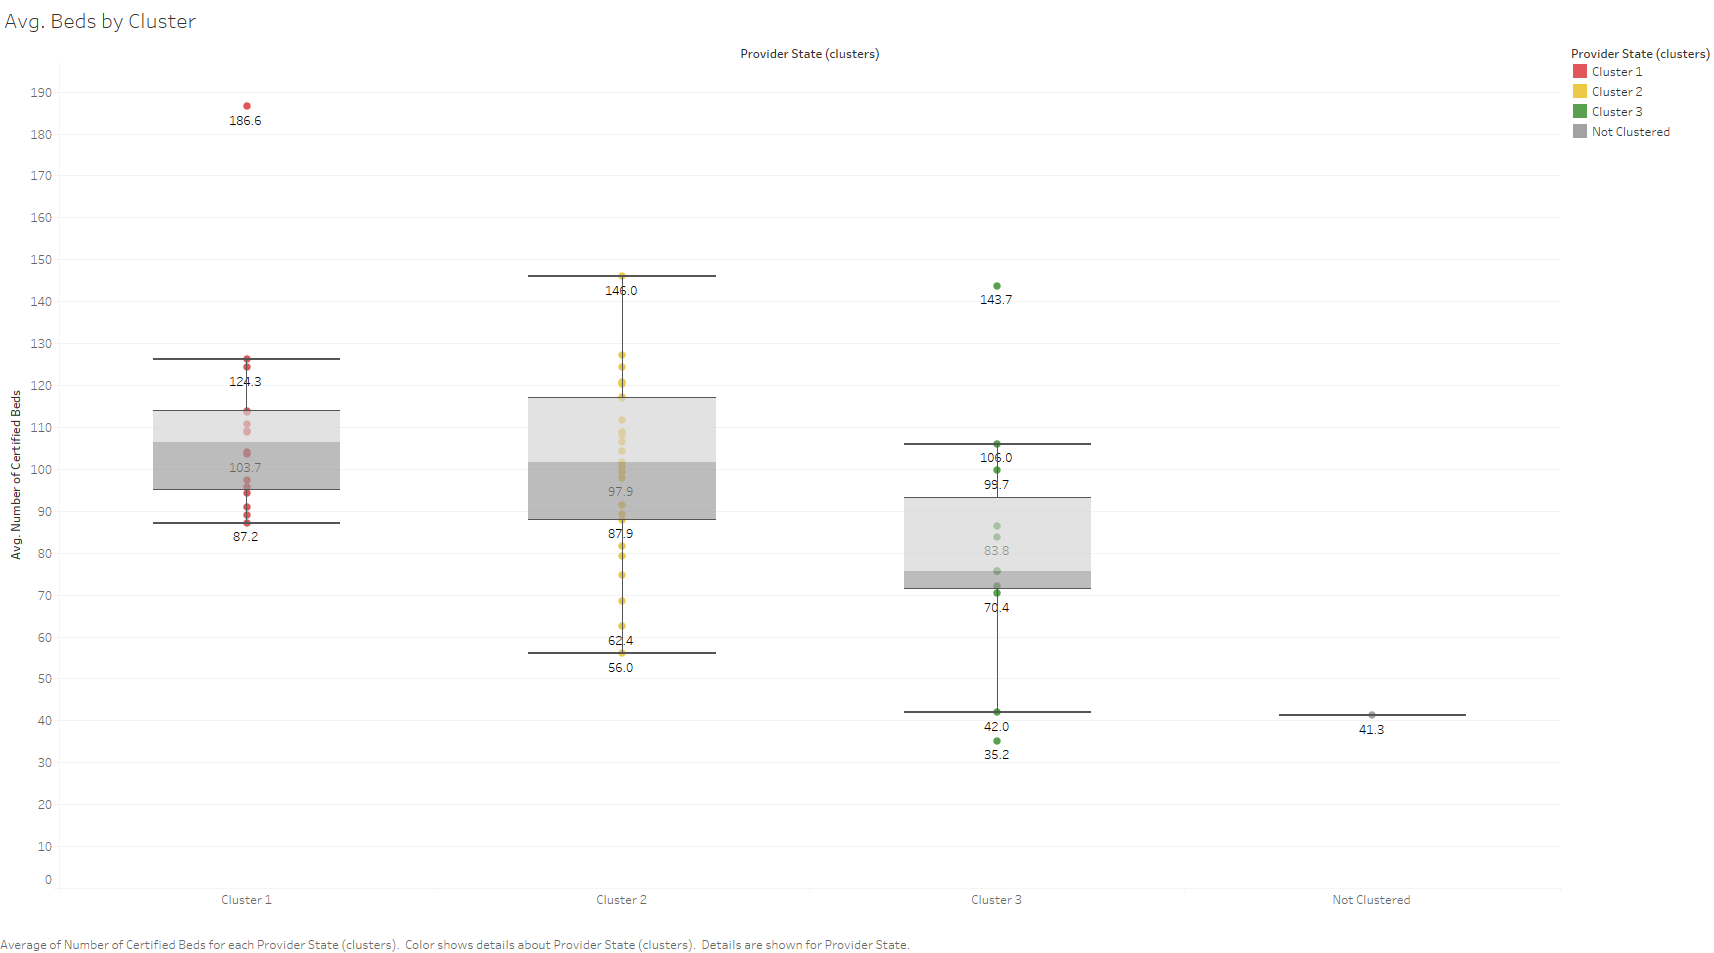 Avg. Beds by Cluster
Provider State (clusters)
Provider State (clusters)
Cluster 1
Cluster 2
Cluster 3
Not Clustered
Avg. Number of Certified Beds
190
180
170
160
150
140
130
120
110
100
90
80
70
60
50
40
30
20
10
0
186.6
124.3
103.7
87.2
146.0
97.9
87.9
62.4
56.0
143.7
106.0
99.7
83.8
70.4
42.0
35.2
41.3
Cluster 1
Cluster 2
Cluster 3
Not Clustered
Average of Number of Certified Beds for each Provider State (clusters). Color shows details about Provider State (clusters). Details are shown for Provider State.